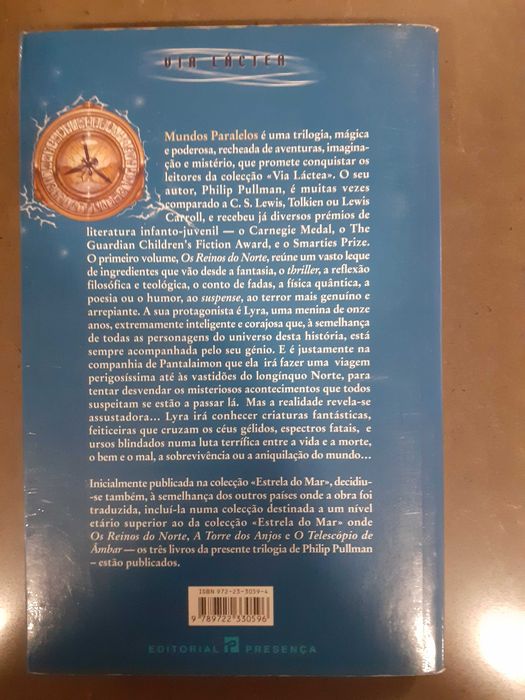 VIA LÁCTEA
Mundos Paralelos é uma trilogia, mágica
e poderosa, recheada de aventuras, imagina-
ção e mistério, que promete conquistar os
leitores da colecção «Via Láctea». O seu
autor, Philip Pullman, é muitas vezes
comparado a C. S. Lewis, Tolkien ou Lewis
Carroll, e recebeu já diversos prémios de
literatura infanto-juvenil — o Carnegie Medal, o The
Guardian Children's Fiction Award, e o Smarties Prize.
O primeiro volume, Os Reinos do Norte, reúne um vasto leque
de ingredientes que vão desde a fantasia, o thriller, a reflexão
filosófica e teológica, o conto de fadas, a física quântica, a
poesia ou o humor, ao suspense, ao terror mais genuíno e
arrepiante. A sua protagonista é Lyra, uma menina de onze
anos, extremamente inteligente e corajosa que, à semelhança
de todas as personagens do universo desta história, está
sempre acompanhada pelo seu génio. E é justamente na
companhia de Pantalaimon que ela irá fazer uma viagem
perigosíssima até às vastidões do longínquo Norte, para
tentar desvendar os misteriosos acontecimentos que todos
suspeitam se estão a passar lá. Mas a realidade revela-se
assustadora... Lyra irá conhecer criaturas fantásticas,
feiticeiras que cruzam os céus gélidos, espectros fatais, e
ursos blindados numa luta terrífica entre a vida e a morte,
o bem e o mal, a sobrevivência ou a aniquilação do mundo...
Inicialmente publicada na colecção «Estrela do Mar», decidiu-
-se também, à semelhança dos outros países onde a obra foi
traduzida, incluí-la numa colecção destinada a um nível
etário superior ao da colecção «Estrela do Mar» onde
Os Reinos do Norte, A Torre dos Anjos e O Telescópio de
Âmbar — os três livros da presente trilogia de Philip Pullman
– estão publicados.
ISBN 972-23-3059-6
9 789722 330596
EDITORIAL PRESENÇA